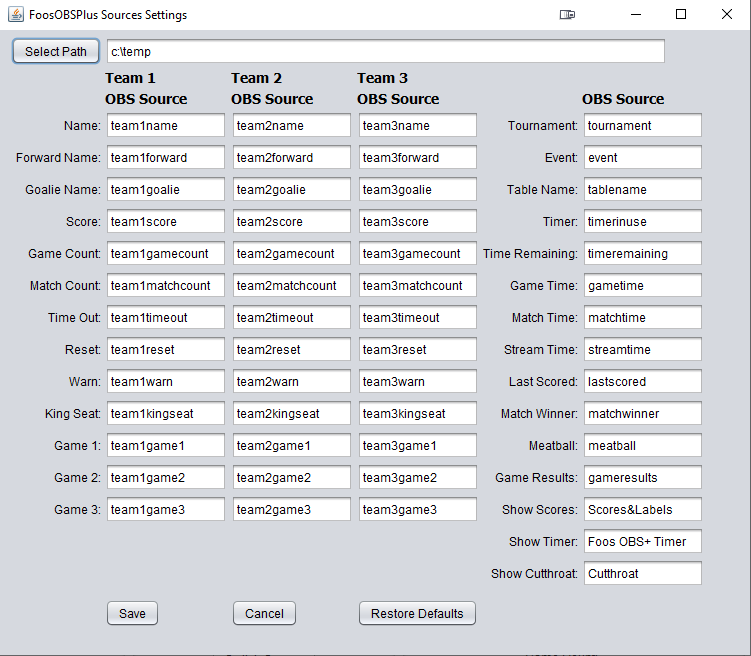 FoosOBSPlus Sources Settings
Select Path c:\temp
Team 1 Team 2 Team 3
OBS Source OBS Source OBS Source OBS Source
Name: team1name team2name team3name Tournament: tournament
Forward Name: team1forward team2forward team3forward Event: event
Goalie Name: team1goalie team2goalie team3goalie Table Name: tablename
Score: team1score team2score team3score Timer: timerinuse
Game Count: team1gamecount team2gamecount team3gamecount Time Remaining: timeremaining
Match Count: team1matchcount team2matchcount team3matchcount Game Time: gametime
Time Out: team1timeout team2timeout team3timeout Match Time: matchtime
Reset: team1reset team2reset team3reset Stream Time: streamtime
Warn: team1warn team2warn team3warn Last Scored: lastscored
King Seat: team1kingseat team2kingseat team3kingseat Match Winner: matchwinner
Game 1: team1game1 team2game1 team3game1 Meatball: meatball
Game 2: team1game2 team2game2 team3game2 Game Results: gameresults
Game 3: team1game3 team2game3 team3game3 Show Scores: Scores&Labels
Show Timer: Foos OBS+ Timer
Show Cutthroat: Cutthroat
Save Cancel Restore Defaults